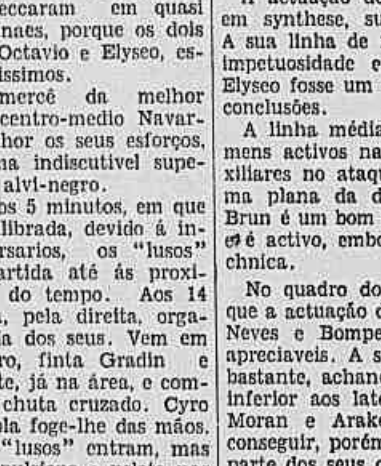 eccaram em quasi
naes, porque os dois
Octavio e Elyseo, es-
issimos.
mercê da melhor
centro-medio Navar-
hor os seus esforços,
na indiscutivel supe-
alvi-negro.
os 5 minutos, em que
librada, devido á in-
rsarios, os "lusos"
artida até ás proxi-
do tempo. Aos 14
, pela direita, orga-
a dos seus. Vem em
ro, finta Gradin e
te, já na área, e com-
chuta cruzado. Cyro
ola foge-lhe das mãos.
"lusos" entram, mas
em synthese, su
A sua linha de
impetuosidade e
Elyseo fosse um
conclusões.
A linha média
mens activos na
xiliares no ataqu
ma plana da d
Brun é um bom
é activo, embo
chnica.
No quadro do
que a actuação d
Neves e Bompe
apreciaveis. A s
bastante, achan
inferior aos late
Moran e Arake
conseguir, porém
parte dos seus